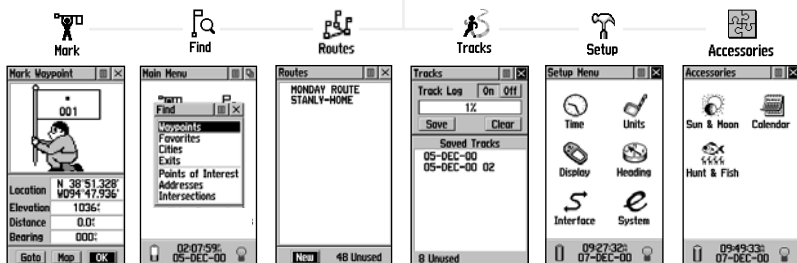 Mark
Find
Routes
Tracks
Setup
Accessories
Mark Waypoint
001
Location
N 38°51.328'
W094°47.936'
Elevation
1036
Distance
0.0
Bearing
000
Goto
Map
OK
Main Menu
Find
Waypoints
Favorites
Cities
Exits
Points of Interest
Addresses
Intersections
02:07:59
05-DEC-00
Routes
MONDAY ROUTE
STANLY-HOME
New
48 Unused
Tracks
Track Log
On
Off
1%
Save
Clear
Saved Tracks
05-DEC-00
05-DEC-00 02
8 Unused
Setup Menu
Time
Units
Display
Heading
Interface
System
09:27:32
07-DEC-00
Accessories
Sun & Moon
Calendar
Hunt & Fish
09:49:33
07-DEC-00